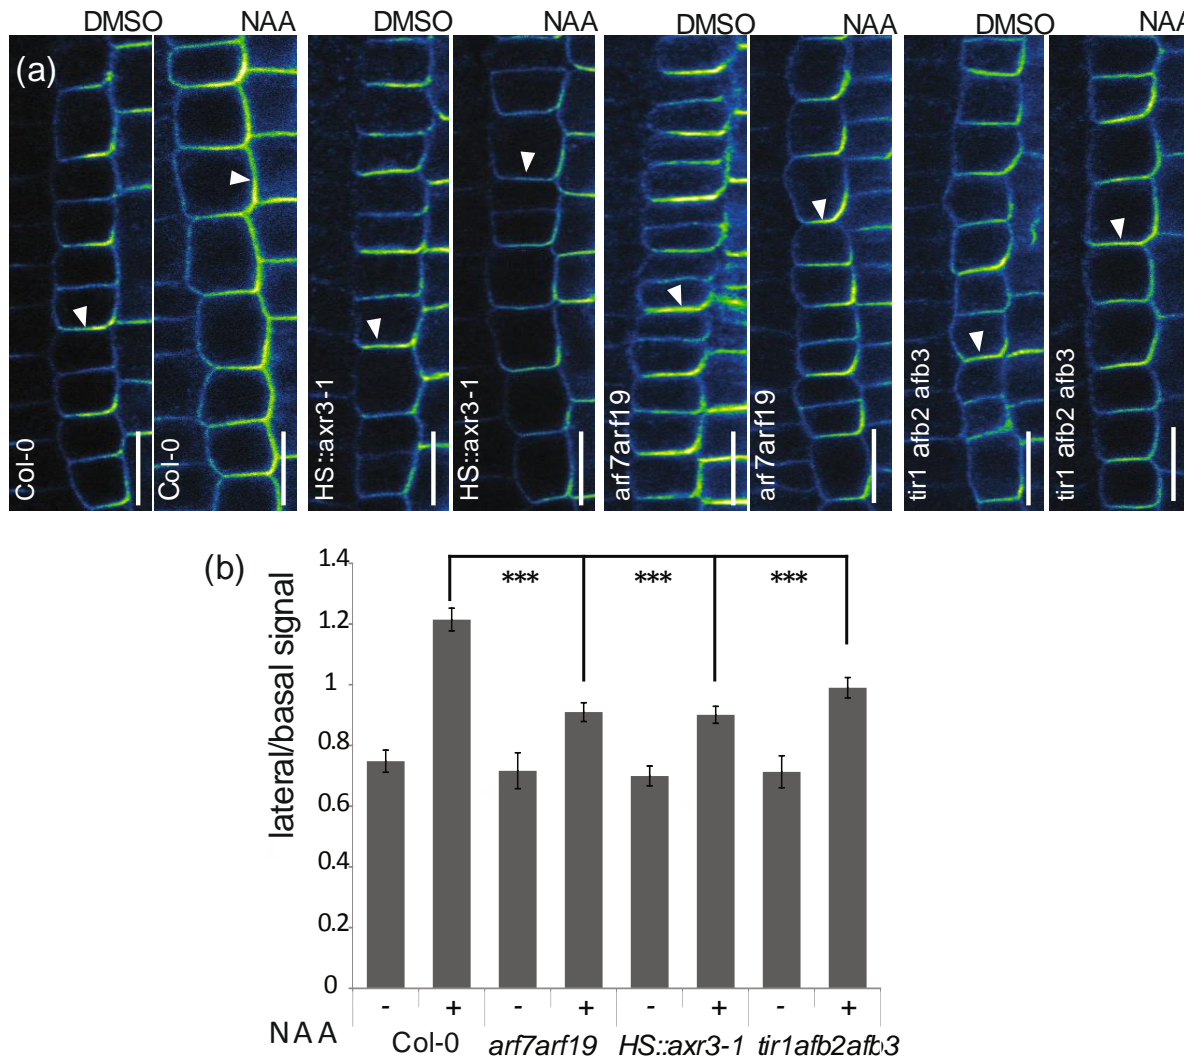 DMSO NAA DMSO NAA DMSO NAA DMSO NAA
(a)
Col-0
Col-0
HS::axr3-1
HS::axr3-1
arf7arf19
arf7arf19
tir1 afb2 afb3
tir1 afb2 afb3
(b)
lateral/basal signal
1.4
1.2
1
0.8
0.6
0.4
0.2
0
*** *** ***
- + - + - + - +
NAA
Col-0 arf7arf19 HS::axr3-1 tir1afb2afb3